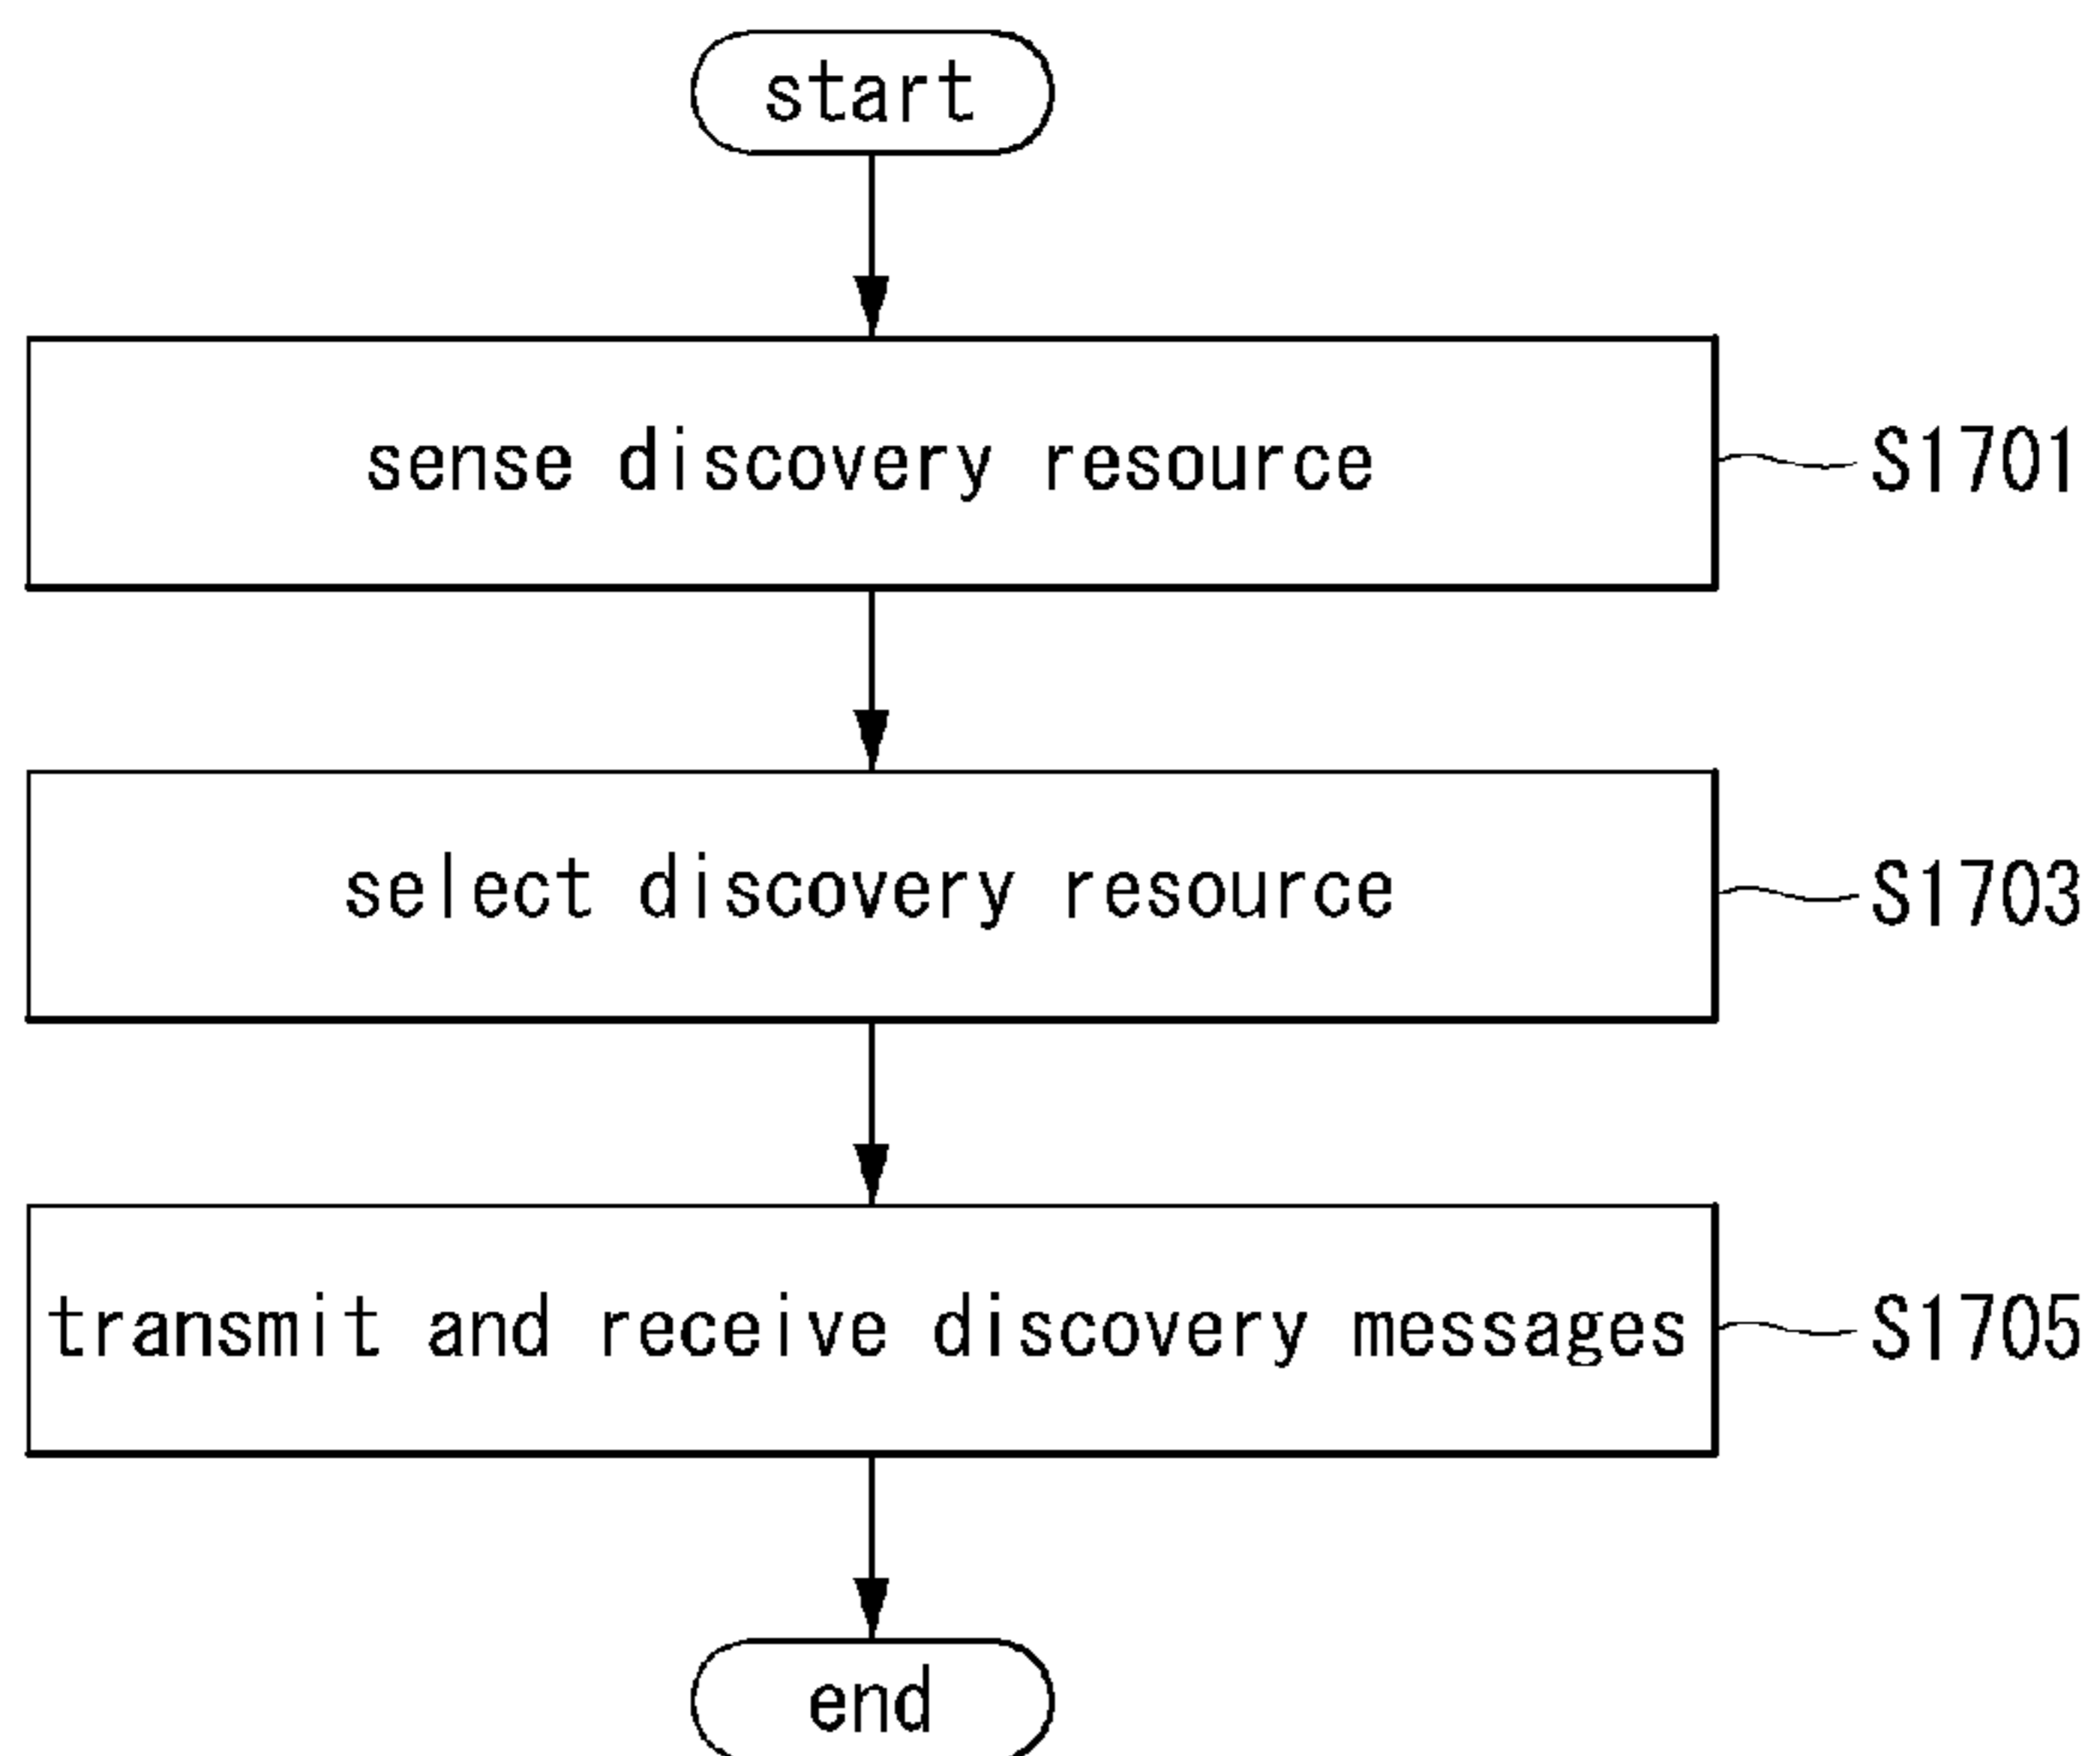 start
sense discovery resource
S1701
select discovery resource
S1703
transmit and receive discovery messages
S1705
end